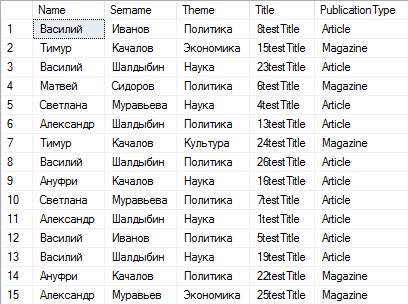 Name Sername Theme Title PublicationType
1 Василий Иванов Политика 8testTitle Article
2 Тимур Качалов Экономика 15testTitle Magazine
3 Василий Шалдыбин Наука 23testTitle Article
4 Матвей Сидоров Политика 6testTitle Magazine
5 Светлана Муравьева Наука 4testTitle Article
6 Александр Шалдыбин Политика 13testTitle Article
7 Тимур Качалов Культура 24testTitle Magazine
8 Василий Шалдыбин Политика 26testTitle Article
9 Ануфри Качалов Наука 16testTitle Article
10 Светлана Муравьева Политика 7testTitle Article
11 Александр Шалдыбин Наука 1testTitle Article
12 Василий Иванов Политика 5testTitle Article
13 Василий Шалдыбин Наука 19testTitle Article
14 Ануфри Качалов Политика 22testTitle Magazine
15 Александр Муравьев Экономика 25testTitle Magazine